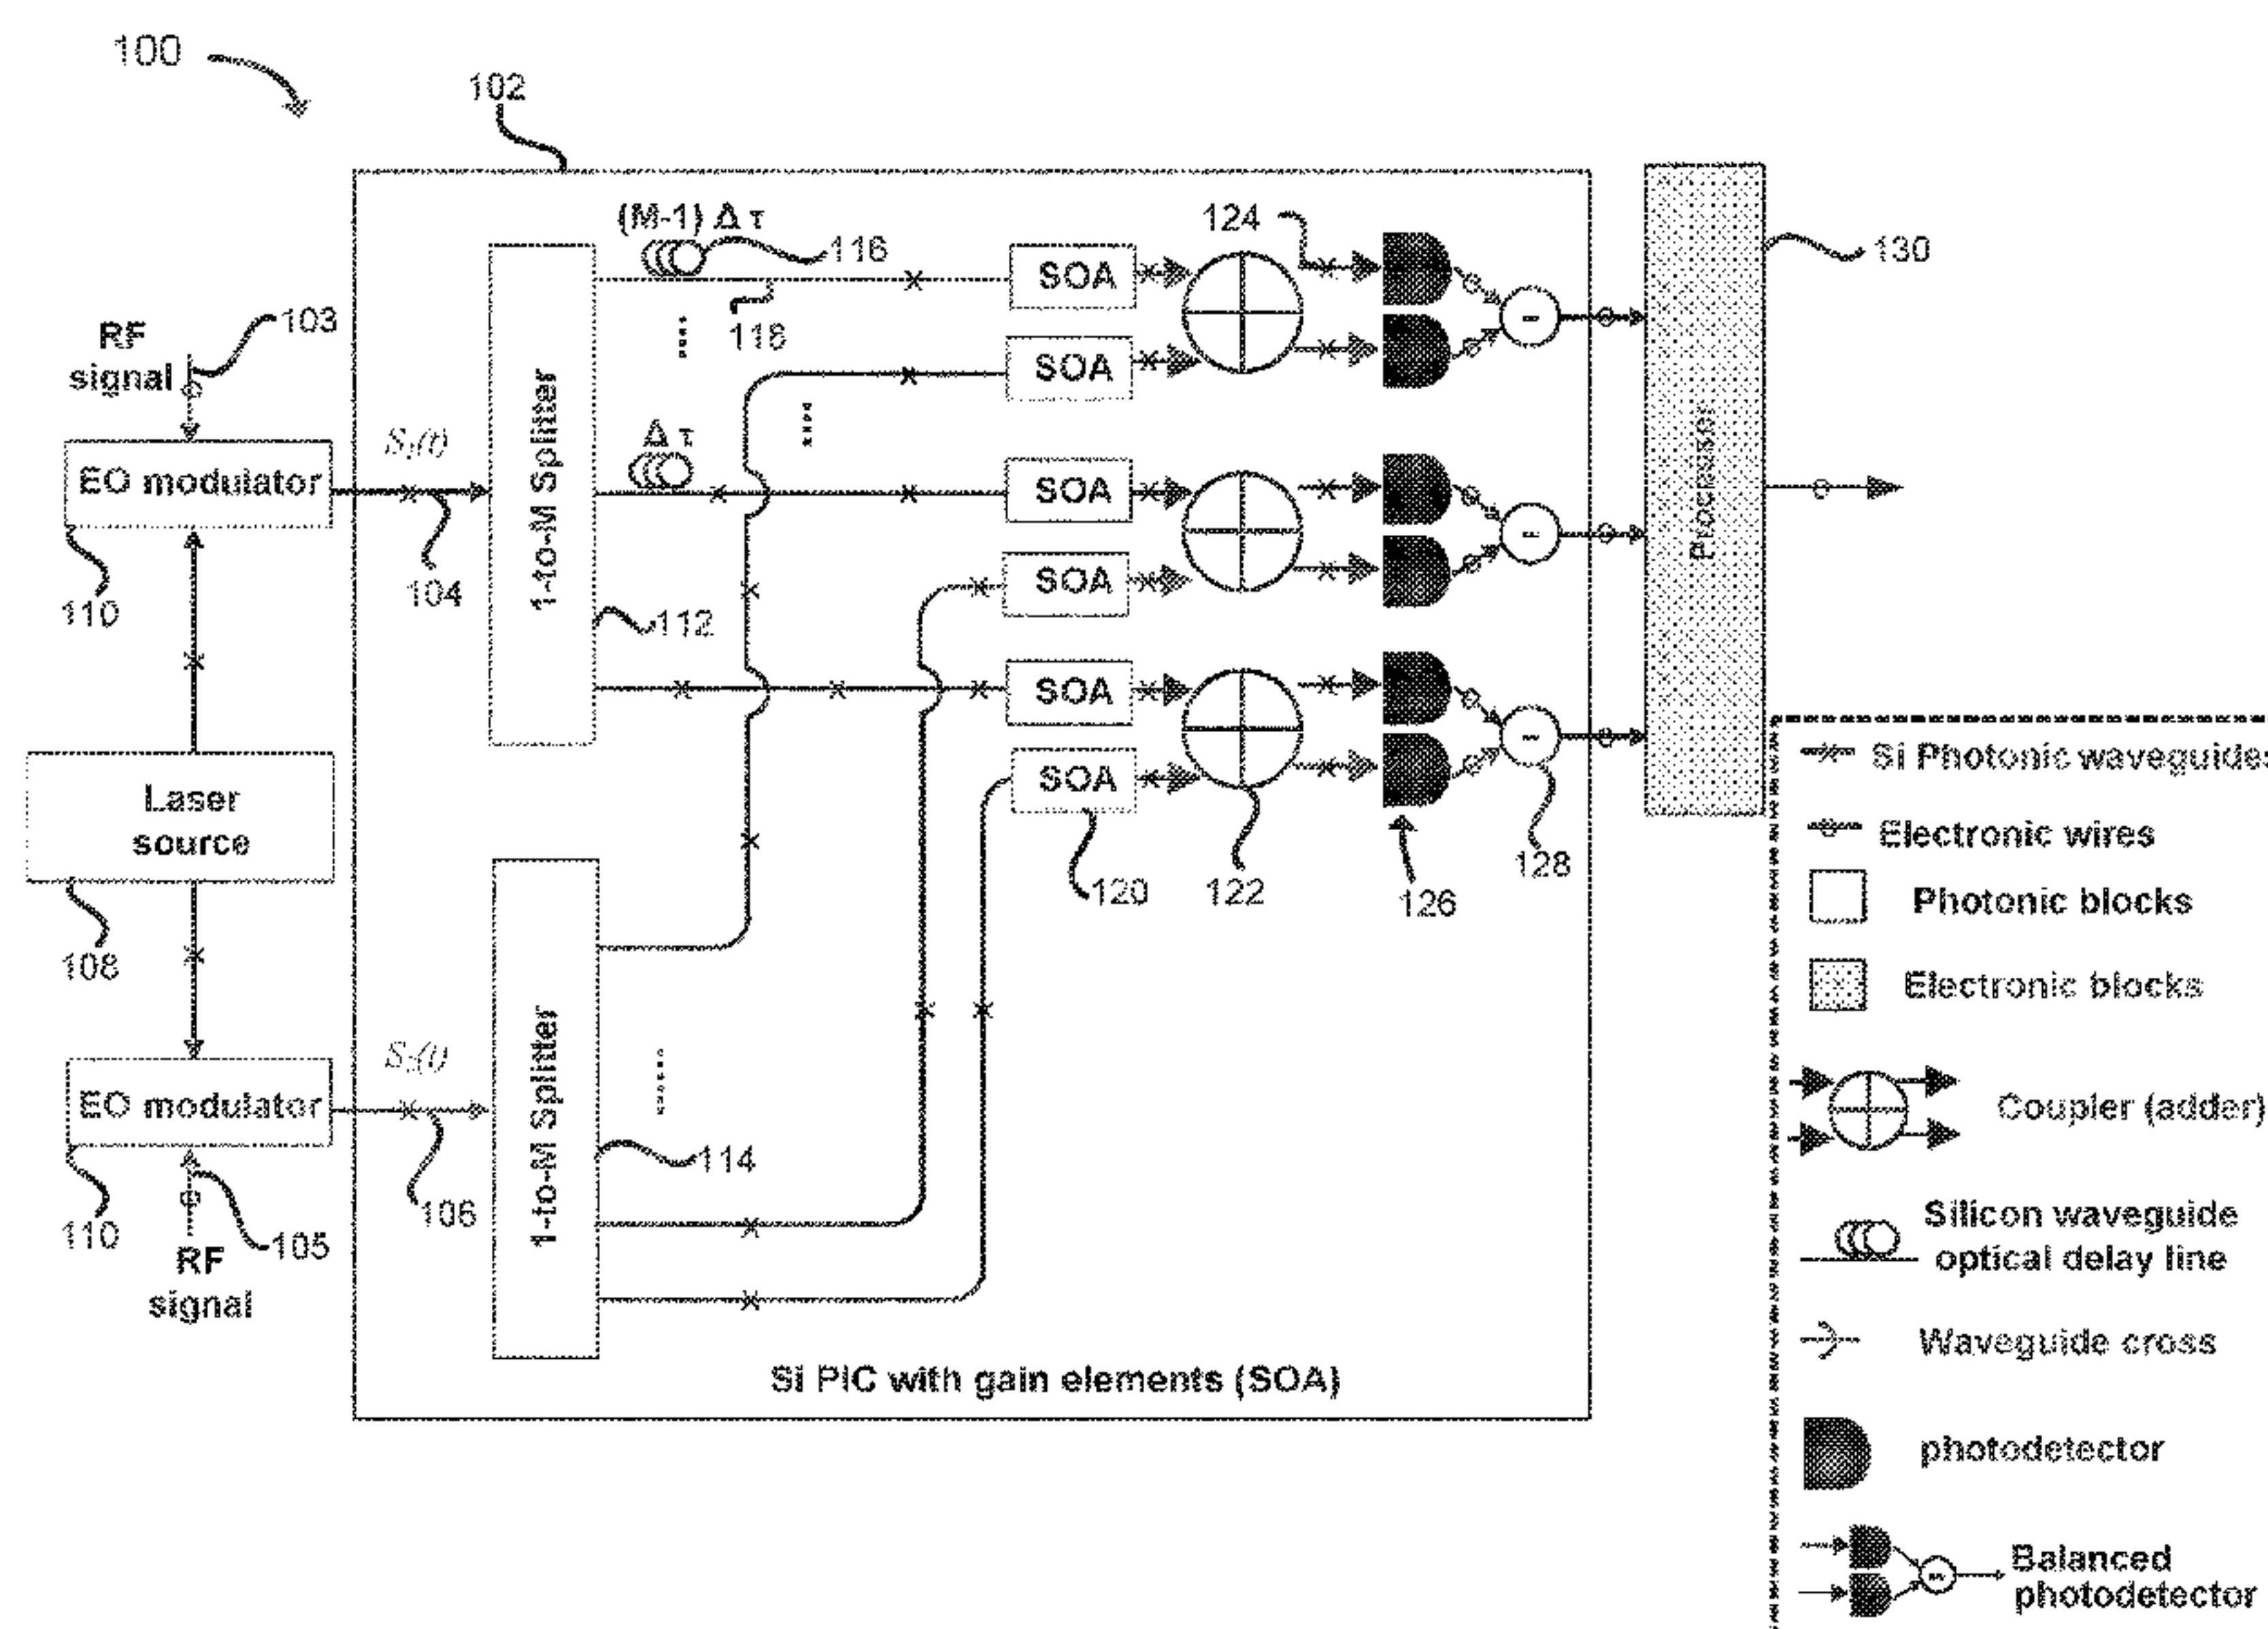 100
102
(M-1) Δ τ
116
118
124
SOA
SOA
130
RF
signal
103
EO modulator
S₁(t)
110
104
1-to-M Splitter
112
Δ τ
SOA
SOA
SOA
SOA
120
122
126
128
Processer
Laser
source
108
EO modulator
S₂(t)
110
106
RF
signal
105
1-to-M Splitter
114
Si PIC with gain elements (SOA)
Si Photonic waveguides
Electronic wires
Photonic blocks
Electronic blocks
Coupler (adder)
Silicon waveguide
optical delay line
Waveguide cross
photodetector
Balanced
photodetector